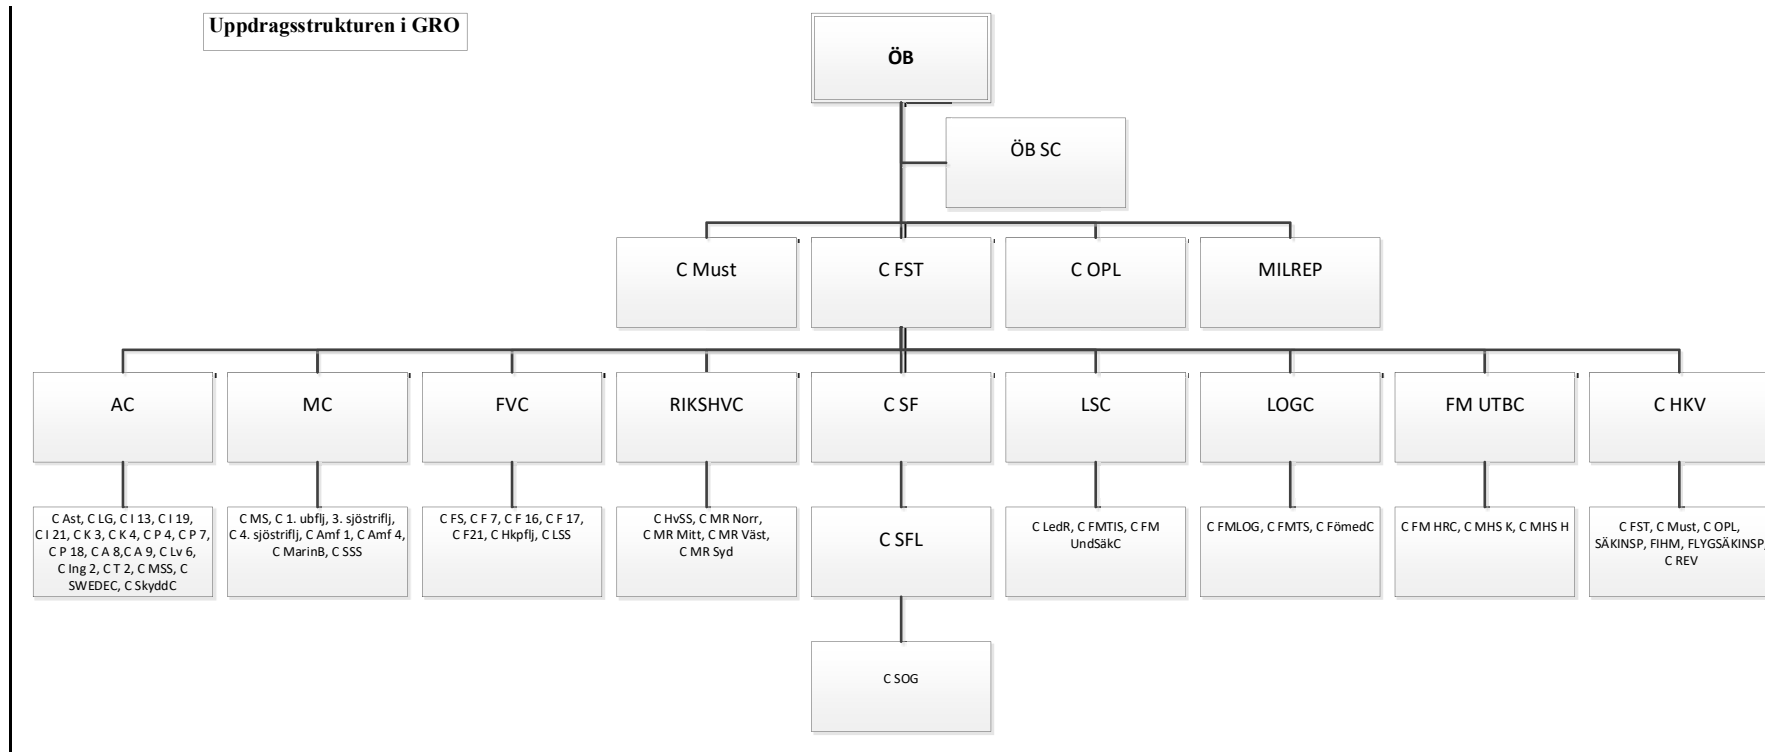 Uppdragsstrukturen i GRO
ÖB
ÖB SC
C Must
C FST
C OPL
MILREP
AC
MC
FVC
RIKSHVC
C SF
LSC
LOGC
FM UTBC
C HKV
C Ast, C LG, C I 13, C I 19,
C I 21, C K 3, C K 4, C P 4, C P 7,
C P 18, C A 8,C A 9, C Lv 6,
C Ing 2, C T 2, C MSS, C
SWEDEC, C SkyddC
C MS, C 1. ubflj, 3. sjöstriflj,
C 4. sjöstriflj, C Amf 1, C Amf 4,
C MarinB, C SSS
C FS, C F 7, C F 16, C F 17,
C F21, C Hkpflj, C LSS
C HvSS, C MR Norr,
C MR Mitt, C MR Väst,
C MR Syd
C SFL
C LedR, C FMTIS, C FM
UndSäkC
C FMLOG, C FMTS, C FömedC
C FM HRC, C MHS K, C MHS H
C FST, C Must, C OPL,
SÄKINSP, FIHM, FLYGSÄKINSP,
C REV
C SOG